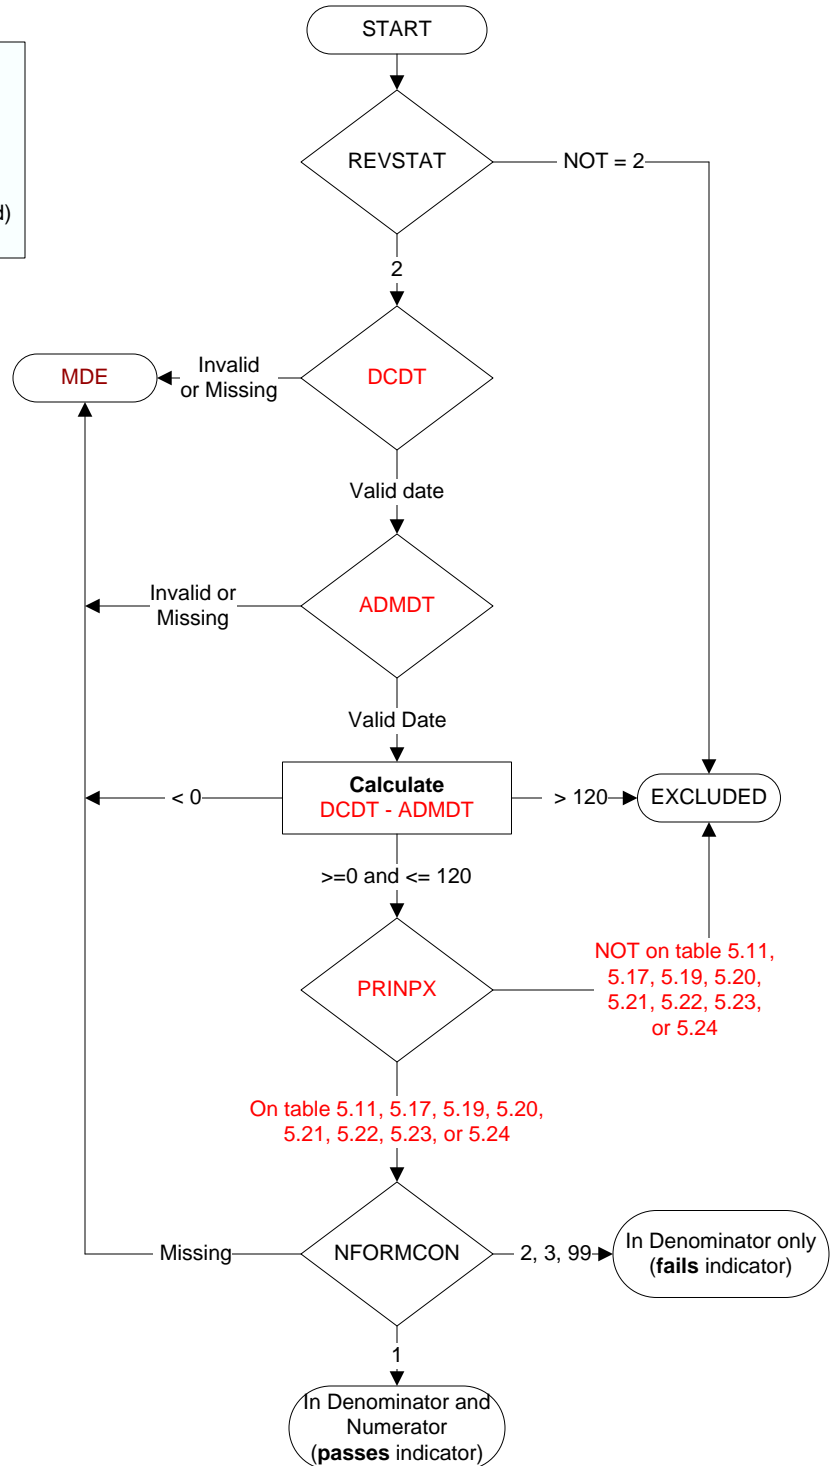 START
REVSTAT
NOT = 2
d)
2
Invalid
or Missing
MDE
DCDT
Valid date
Invalid or
Missing
ADMDT
Valid Date
Calculate
DCDT - ADMDT
< 0
> 120
EXCLUDED
>=0 and <= 120
PRINPX
NOT on table 5.11,
5.17, 5.19, 5.20,
5.21, 5.22, 5.23,
or 5.24
On table 5.11, 5.17, 5.19, 5.20,
5.21, 5.22, 5.23, or 5.24
Missing
NFORMCON
2, 3, 99
In Denominator only
(fails indicator)
1
In Denominator and
Numerator
(passes indicator)